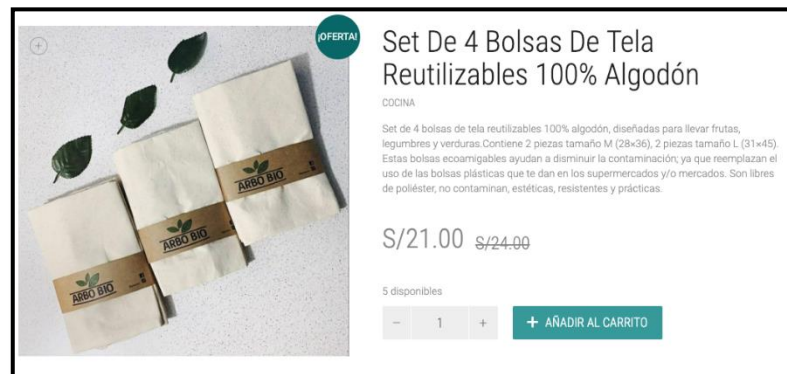 ¡OFERTA!
Set De 4 Bolsas De Tela
Reutilizables 100% Algodón
COCINA
Set de 4 bolsas de tela reutilizables 100% algodón, diseñadas para llevar frutas,
legumbres y verduras.Contiene 2 piezas tamaño M (28×36), 2 piezas tamaño L (31×45).
Estas bolsas ecoamigables ayudan a disminuir la contaminación; ya que reemplazan el
uso de las bolsas plásticas que te dan en los supermercados y/o mercados. Son libres
de poliéster, no contaminan, estéticas, resistentes y prácticas.
S/21.00 S/24.00
5 disponibles
− 1 +
+ AÑADIR AL CARRITO
ARBO BIO
ARBO BIO
ARBO BIO